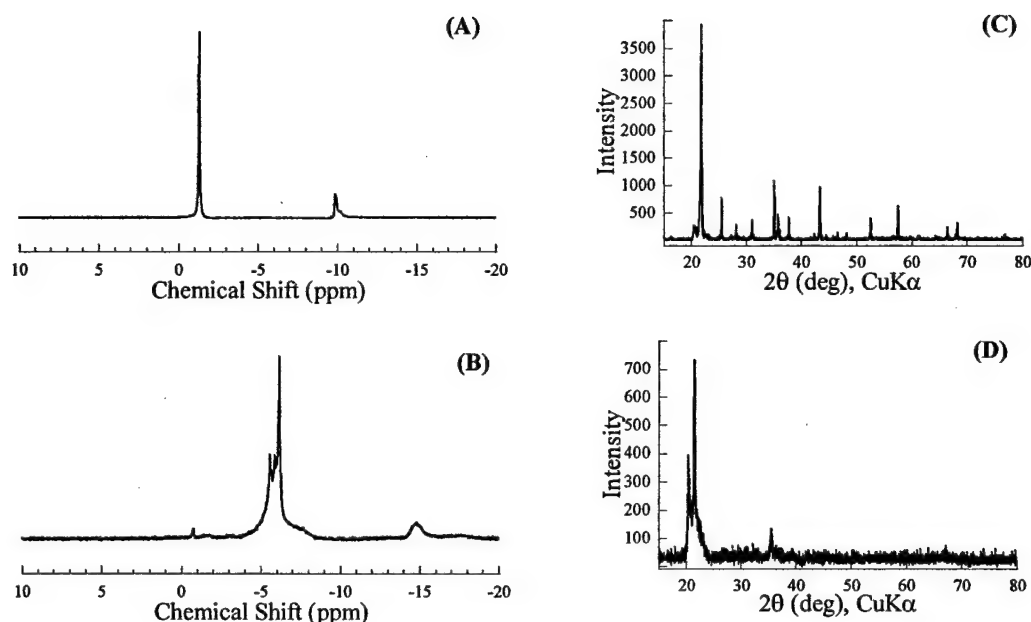 (A)
10 0 -5 -10 -15 -20
Chemical Shift (ppm)
(B)
10 0 -5 -10 -15 -20
Chemical Shift (ppm)
(C)
3500
3000
2500
2000
1500
1000
500
Intensity
20 30 40 50 60 70 80
2θ (deg), CuKα
(D)
700
600
500
400
300
200
100
Intensity
20 30 40 50 60 70 80
2θ (deg), CuKα